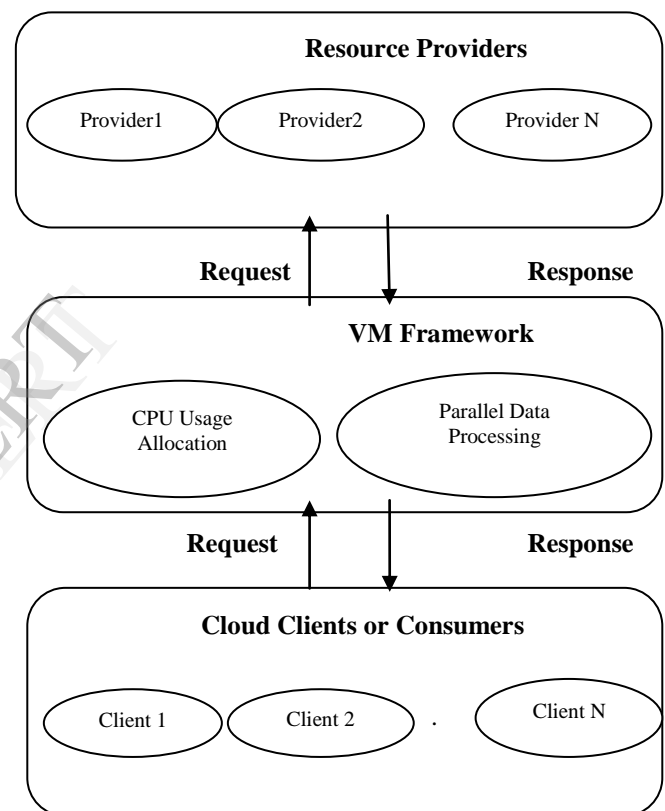 Resource Providers
Provider1 Provider2 Provider N
Request Response
VM Framework
CPU Usage
Allocation
Parallel Data
Processing
Request Response
Cloud Clients or Consumers
Client 1 Client 2 . Client N